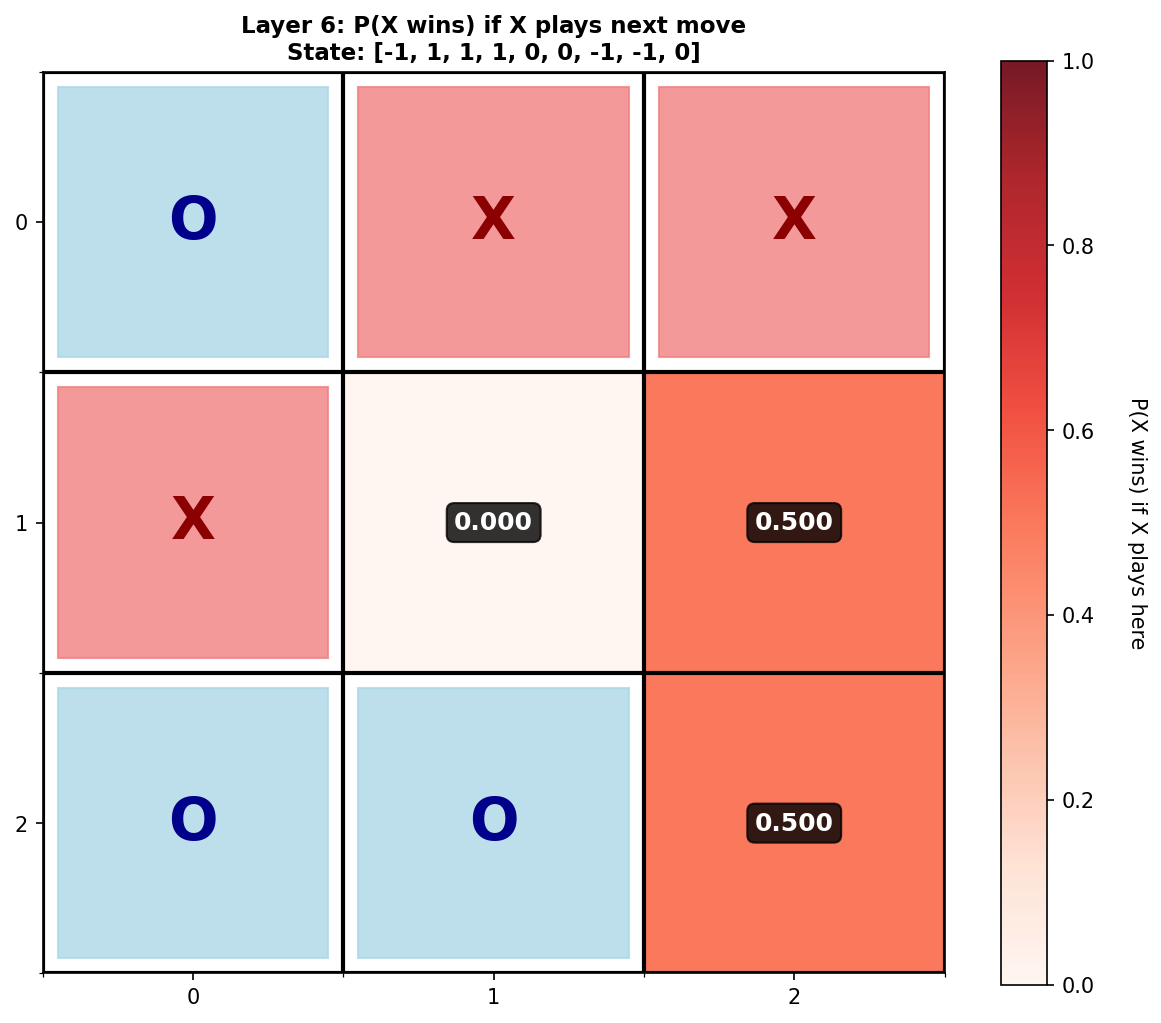 Layer 6: P(X wins) if X plays next move
State: [-1, 1, 1, 1, 0, 0, -1, -1, 0]
O X X
X 0.000 0.500
O O 0.500
0
1
2
0 1 2
1.0
0.8
0.6
0.4
0.2
0.0
P(X wins) if X plays here